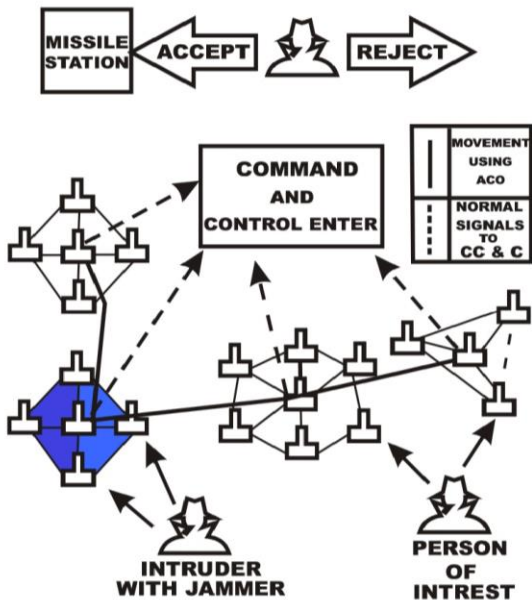 MISSILE
STATION
ACCEPT
REJECT
COMMAND
AND
CONTROL ENTER
MOVEMENT
USING
ACO
NORMAL
SIGNALS
TO
CC & C
INTRUDER
WITH JAMMER
PERSON
OF
INTREST